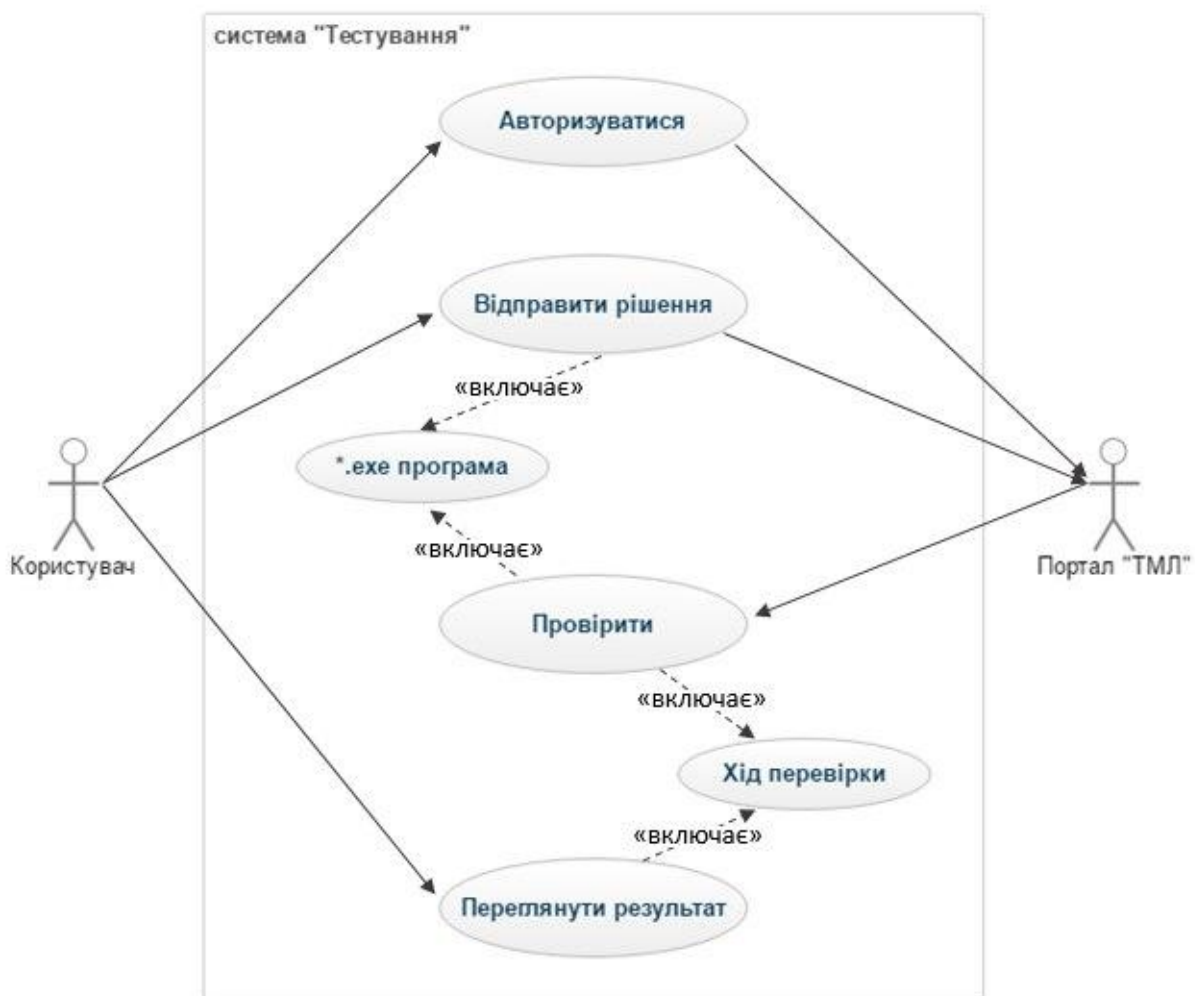 система "Тестування"
Авторизуватися
Відправити рішення
«включає»
*.exe програма
Користувач
Портал "ТМЛ"
«включає»
Провірити
«включає»
Хід перевірки
«включає»
Переглянути результат